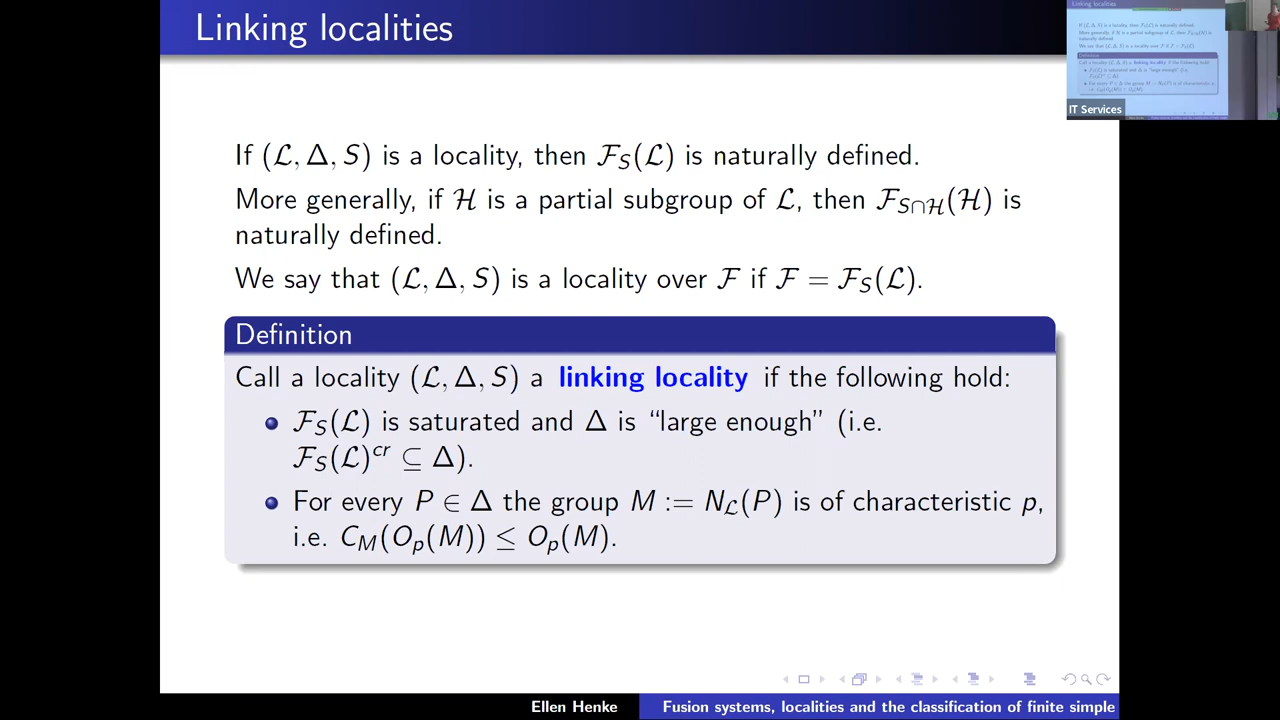 Linking localities
IT Services
If (ℒ, Δ, S) is a locality, then ℱ_S(ℒ) is naturally defined.
More generally, if ℋ is a partial subgroup of ℒ, then ℱ_{S∩ℋ}(ℋ) is
naturally defined.
We say that (ℒ, Δ, S) is a locality over ℱ if ℱ = ℱ_S(ℒ).
Definition
Call a locality (ℒ, Δ, S) a linking locality if the following hold:
ℱ_S(ℒ) is saturated and Δ is “large enough” (i.e.
ℱ_S(ℒ)^{cr} ⊆ Δ).
For every P ∈ Δ the group M := N_ℒ(P) is of characteristic p,
i.e. C_M(O_p(M)) ≤ O_p(M).
Ellen Henke
Fusion systems, localities and the classification of finite simple